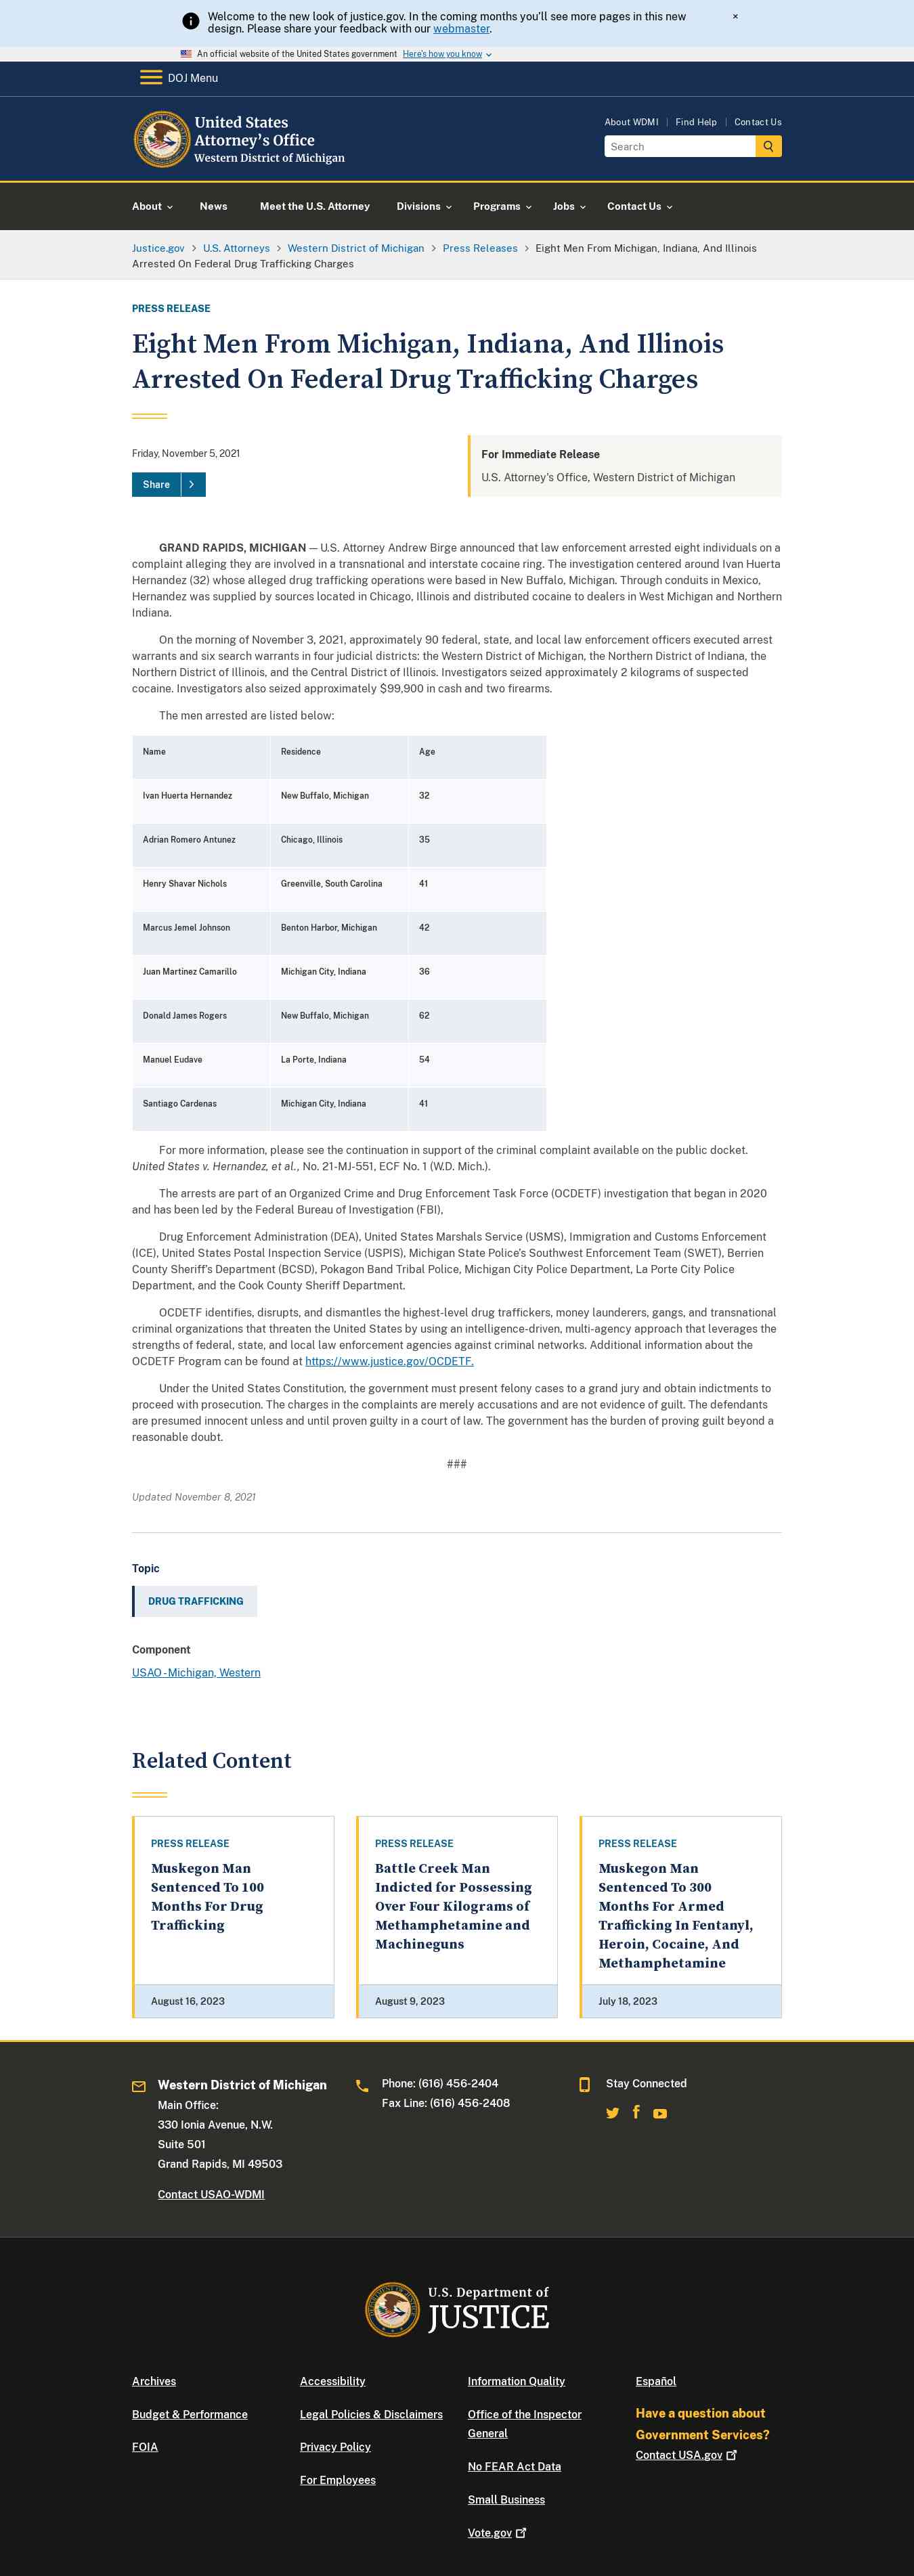 Welcome to the new look of justice.gov. In the coming months you'll see more pages in this new
design. Please share your feedback with our webmaster.
×
An official website of the United States government Here's how you know
DOJ Menu
United States
Attorney's Office
Western District of Michigan
About WDMI | Find Help | Contact Us
Search
About News Meet the U.S. Attorney Divisions Programs Jobs Contact Us
Justice.gov > U.S. Attorneys > Western District of Michigan > Press Releases > Eight Men From Michigan, Indiana, And Illinois
Arrested On Federal Drug Trafficking Charges
PRESS RELEASE
Eight Men From Michigan, Indiana, And Illinois
Arrested On Federal Drug Trafficking Charges
Friday, November 5, 2021
Share >
For Immediate Release
U.S. Attorney's Office, Western District of Michigan
GRAND RAPIDS, MICHIGAN — U.S. Attorney Andrew Birge announced that law enforcement arrested eight individuals on a
complaint alleging they are involved in a transnational and interstate cocaine ring. The investigation centered around Ivan Huerta
Hernandez (32) whose alleged drug trafficking operations were based in New Buffalo, Michigan. Through conduits in Mexico,
Hernandez was supplied by sources located in Chicago, Illinois and distributed cocaine to dealers in West Michigan and Northern
Indiana.
On the morning of November 3, 2021, approximately 90 federal, state, and local law enforcement officers executed arrest
warrants and six search warrants in four judicial districts: the Western District of Michigan, the Northern District of Indiana, the
Northern District of Illinois, and the Central District of Illinois. Investigators seized approximately 2 kilograms of suspected
cocaine. Investigators also seized approximately $99,900 in cash and two firearms.
The men arrested are listed below:
Name Residence Age
Ivan Huerta Hernandez New Buffalo, Michigan 32
Adrian Romero Antunez Chicago, Illinois 35
Henry Shavar Nichols Greenville, South Carolina 41
Marcus Jemel Johnson Benton Harbor, Michigan 42
Juan Martinez Camarillo Michigan City, Indiana 36
Donald James Rogers New Buffalo, Michigan 62
Manuel Eudave La Porte, Indiana 54
Santiago Cardenas Michigan City, Indiana 41
For more information, please see the continuation in support of the criminal complaint available on the public docket.
United States v. Hernandez, et al., No. 21-MJ-551, ECF No. 1 (W.D. Mich.).
The arrests are part of an Organized Crime and Drug Enforcement Task Force (OCDETF) investigation that began in 2020
and has been led by the Federal Bureau of Investigation (FBI),
Drug Enforcement Administration (DEA), United States Marshals Service (USMS), Immigration and Customs Enforcement
(ICE), United States Postal Inspection Service (USPIS), Michigan State Police's Southwest Enforcement Team (SWET), Berrien
County Sheriff's Department (BCSD), Pokagon Band Tribal Police, Michigan City Police Department, La Porte City Police
Department, and the Cook County Sheriff Department.
OCDETF identifies, disrupts, and dismantles the highest-level drug traffickers, money launderers, gangs, and transnational
criminal organizations that threaten the United States by using an intelligence-driven, multi-agency approach that leverages the
strengths of federal, state, and local law enforcement agencies against criminal networks. Additional information about the
OCDETF Program can be found at https://www.justice.gov/OCDETF.
Under the United States Constitution, the government must present felony cases to a grand jury and obtain indictments to
proceed with prosecution. The charges in the complaints are merely accusations and are not evidence of guilt. The defendants
are presumed innocent unless and until proven guilty in a court of law. The government has the burden of proving guilt beyond a
reasonable doubt.
###
Updated November 8, 2021
Topic
DRUG TRAFFICKING
Component
USAO - Michigan, Western
Related Content
PRESS RELEASE
Muskegon Man
Sentenced To 100
Months For Drug
Trafficking
August 16, 2023
PRESS RELEASE
Battle Creek Man
Indicted for Possessing
Over Four Kilograms of
Methamphetamine and
Machineguns
August 9, 2023
PRESS RELEASE
Muskegon Man
Sentenced To 300
Months For Armed
Trafficking In Fentanyl,
Heroin, Cocaine, And
Methamphetamine
July 18, 2023
Western District of Michigan
Main Office:
330 Ionia Avenue, N.W.
Suite 501
Grand Rapids, MI 49503
Contact USAO-WDMI
Phone: (616) 456-2404
Fax Line: (616) 456-2408
Stay Connected
U.S. Department of
JUSTICE
Archives
Budget & Performance
FOIA
Accessibility
Legal Policies & Disclaimers
Privacy Policy
For Employees
Information Quality
Office of the Inspector
General
No FEAR Act Data
Small Business
Vote.gov
Español
Have a question about
Government Services?
Contact USA.gov